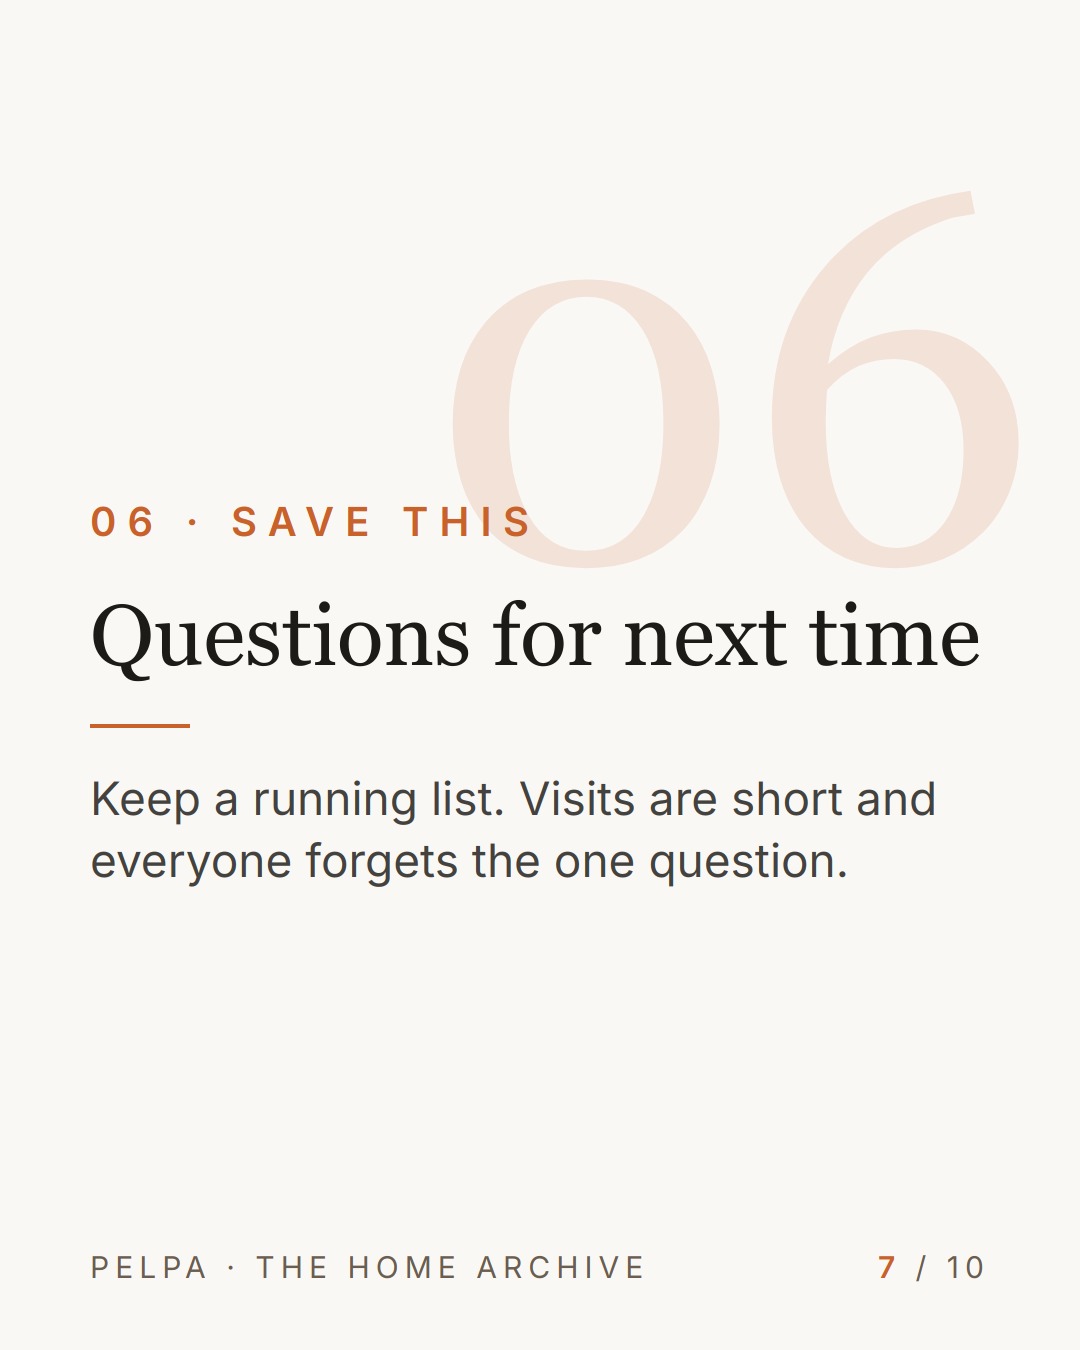 06
06 · SAVE THIS
Questions for next time
Keep a running list. Visits are short and
everyone forgets the one question.
PELPA · THE HOME ARCHIVE
7 / 10